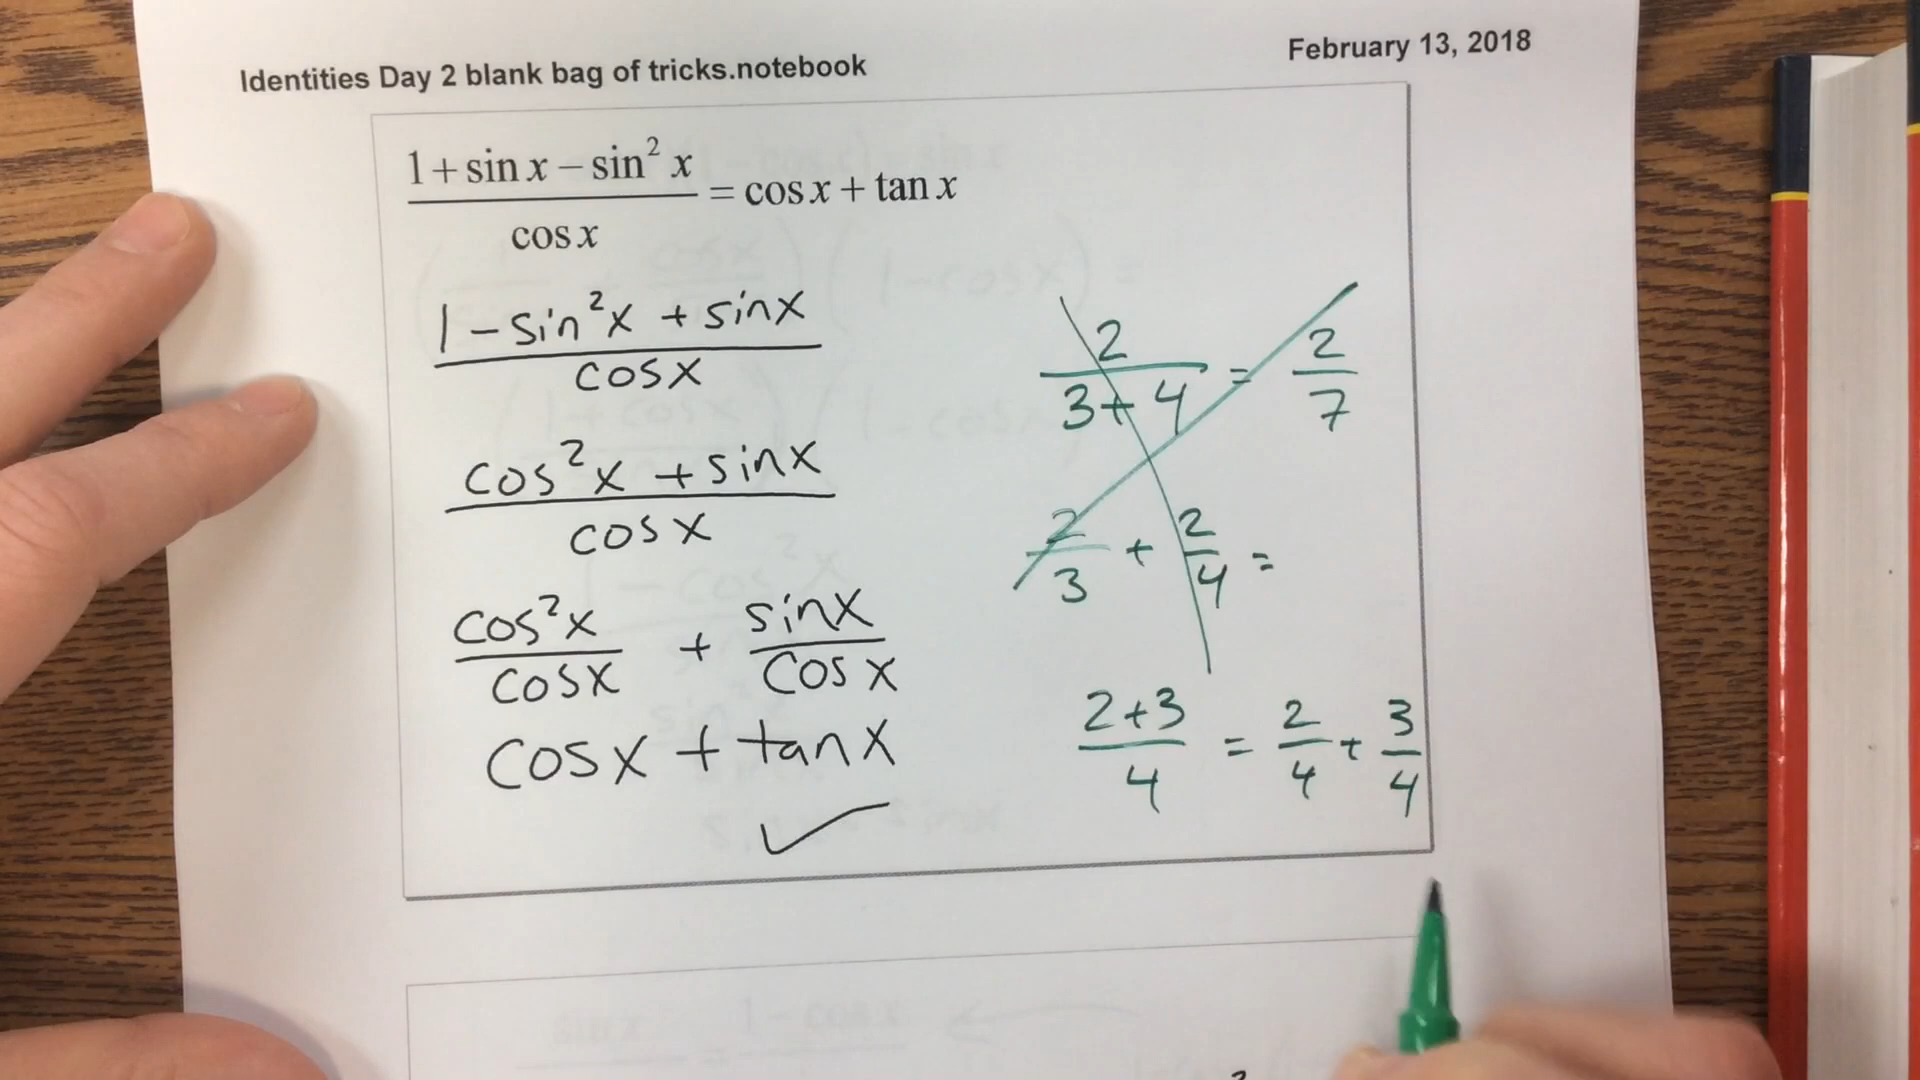 Identities Day 2 blank bag of tricks.notebook
February 13, 2018
1 + sin x − sin² x
= cos x + tan x
cos x
1 − sin²x + sinx
cosx
cos²x + sinx
cosx
cos²x + sinx
cosx cosx
cosx + tanx
✓
2 = 2
3+4 7
2 + 2 =
3 4
2+3 = 2 + 3
4 4 4